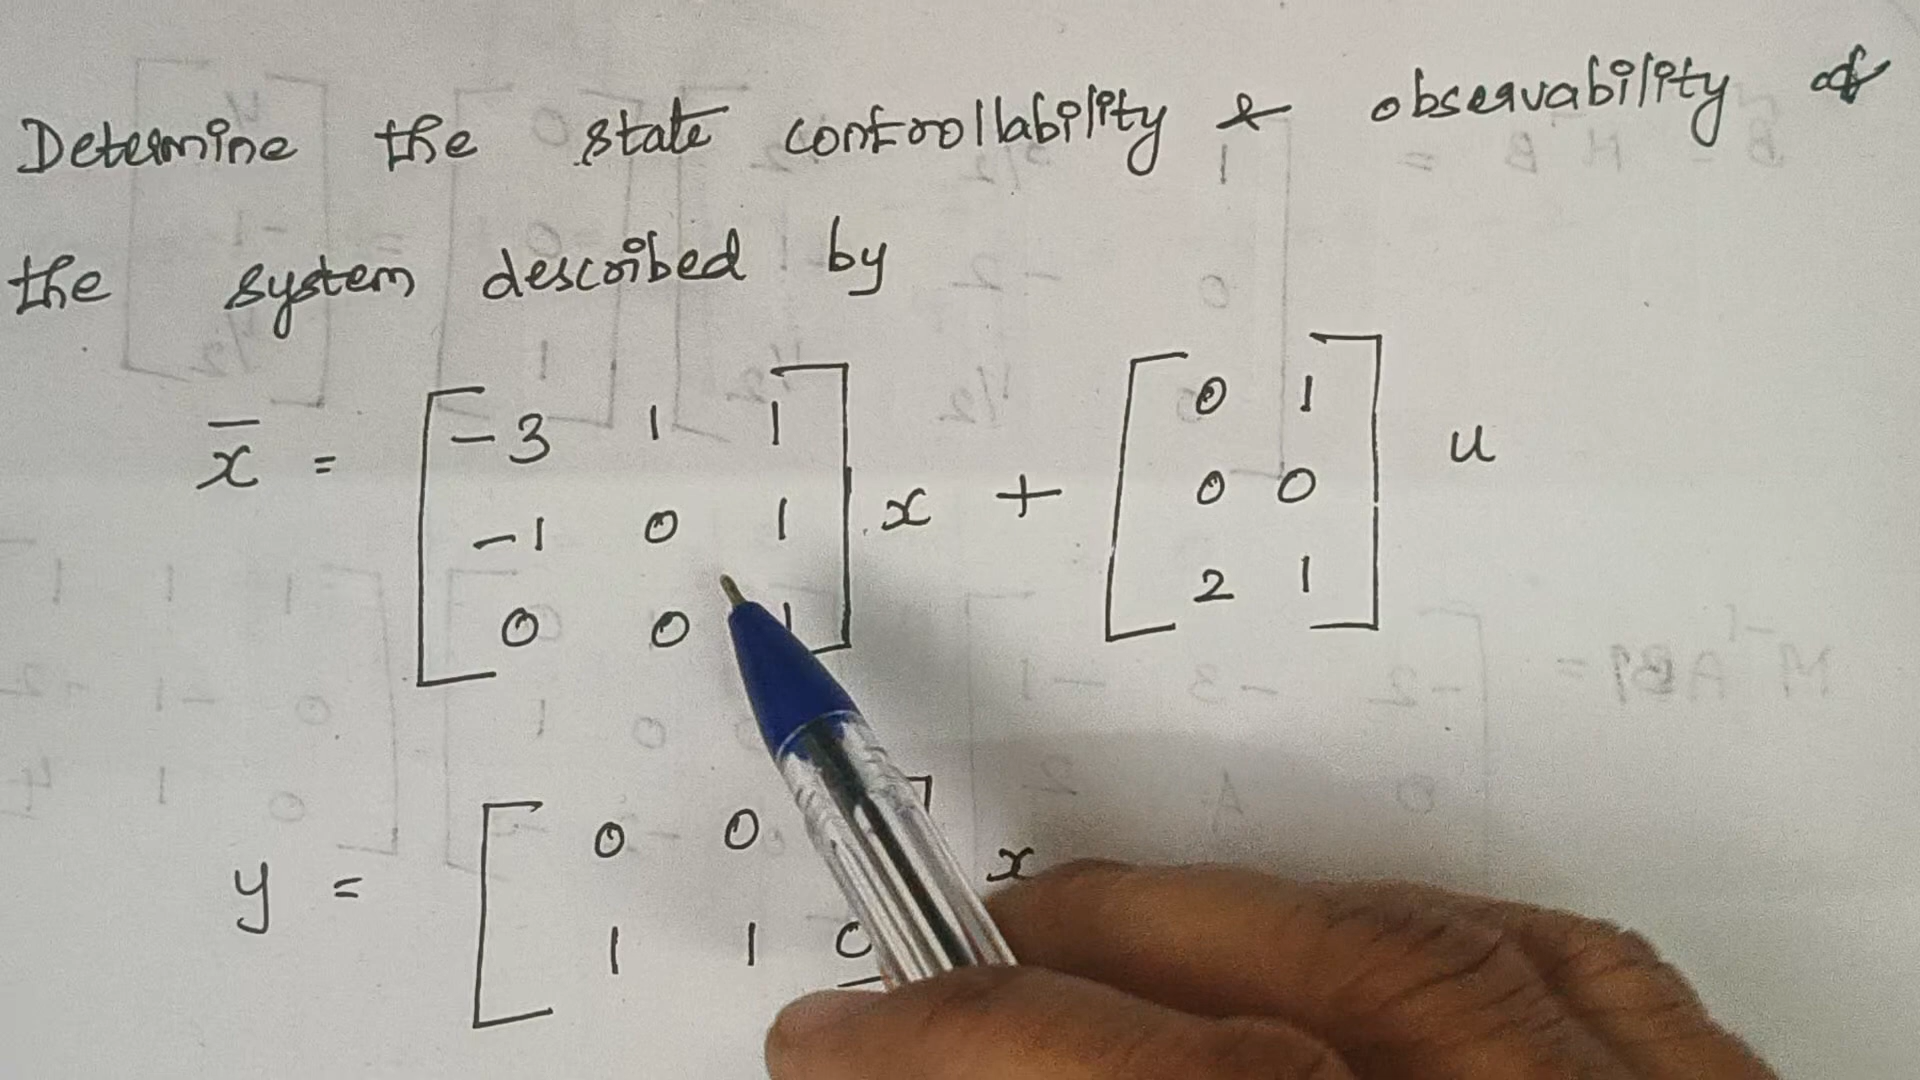 Determine the state controllability & observability of
the system described by
x̄ = [ -3 1 1
-1 0 1
0 0 1 ] x + [ 0 1
0 0
2 1 ] u
y = [ 0 0
1 1 0 ] x